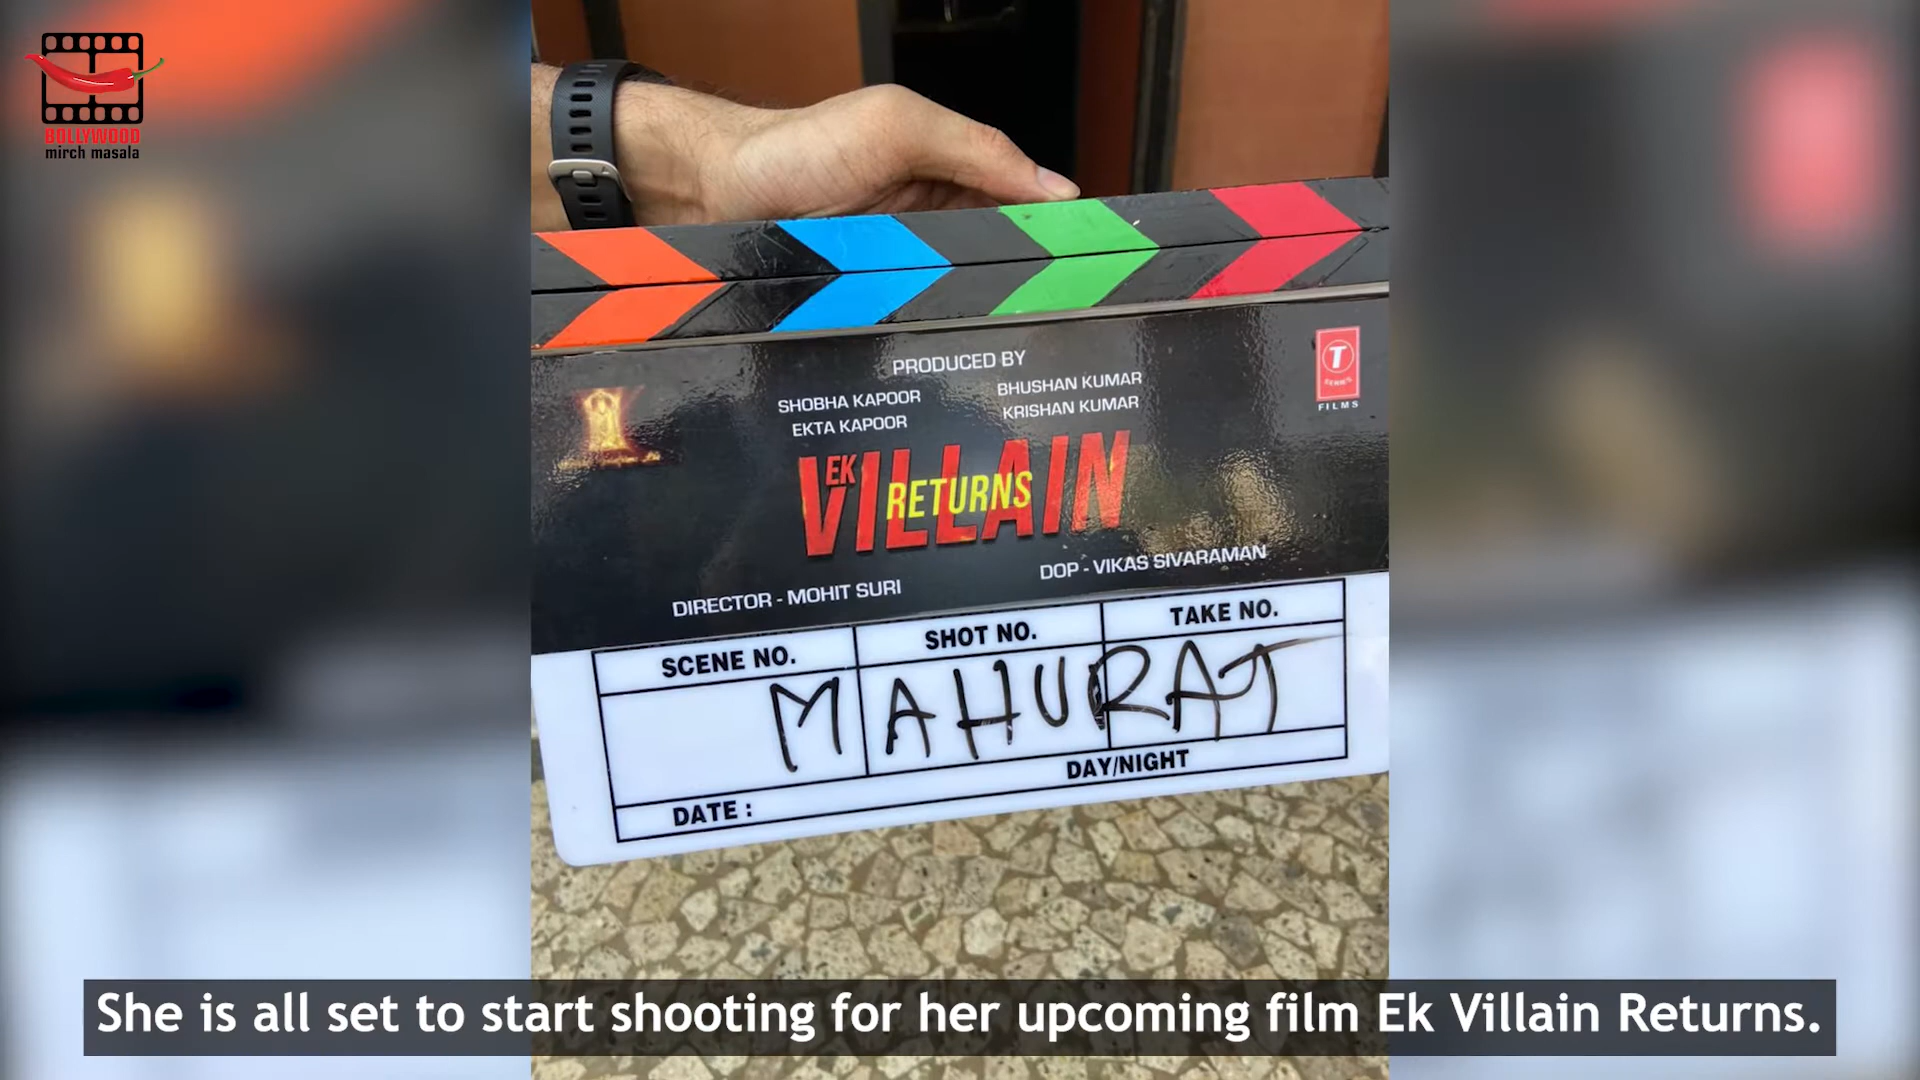 BOLLYWOOD
mirch masala
PRODUCED BY
SHOBHA KAPOOR
EKTA KAPOOR
BHUSHAN KUMAR
KRISHAN KUMAR
T
SERIES
FILMS
EK
VILLAIN
RETURNS
DIRECTOR - MOHIT SURI
DOP - VIKAS SIVARAMAN
SCENE NO.
SHOT NO.
TAKE NO.
MAHURAT
DAY/NIGHT
DATE :
She is all set to start shooting for her upcoming film Ek Villain Returns.